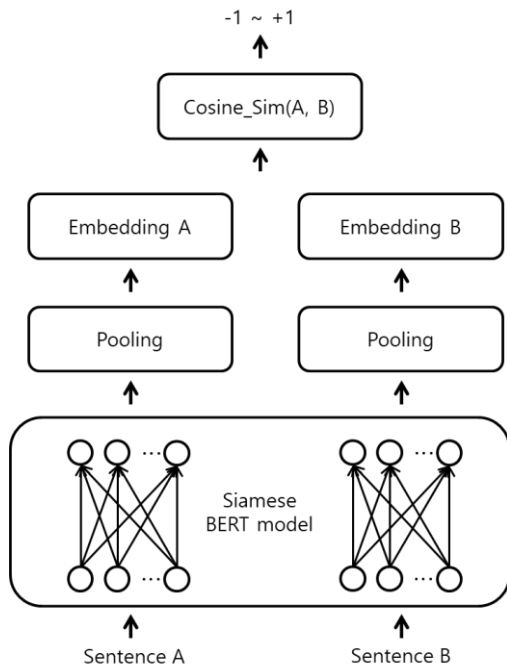 -1 ~ +1
Cosine_Sim(A, B)
Embedding A
Embedding B
Pooling
Pooling
...
...
Siamese
BERT model
...
...
Sentence A
Sentence B